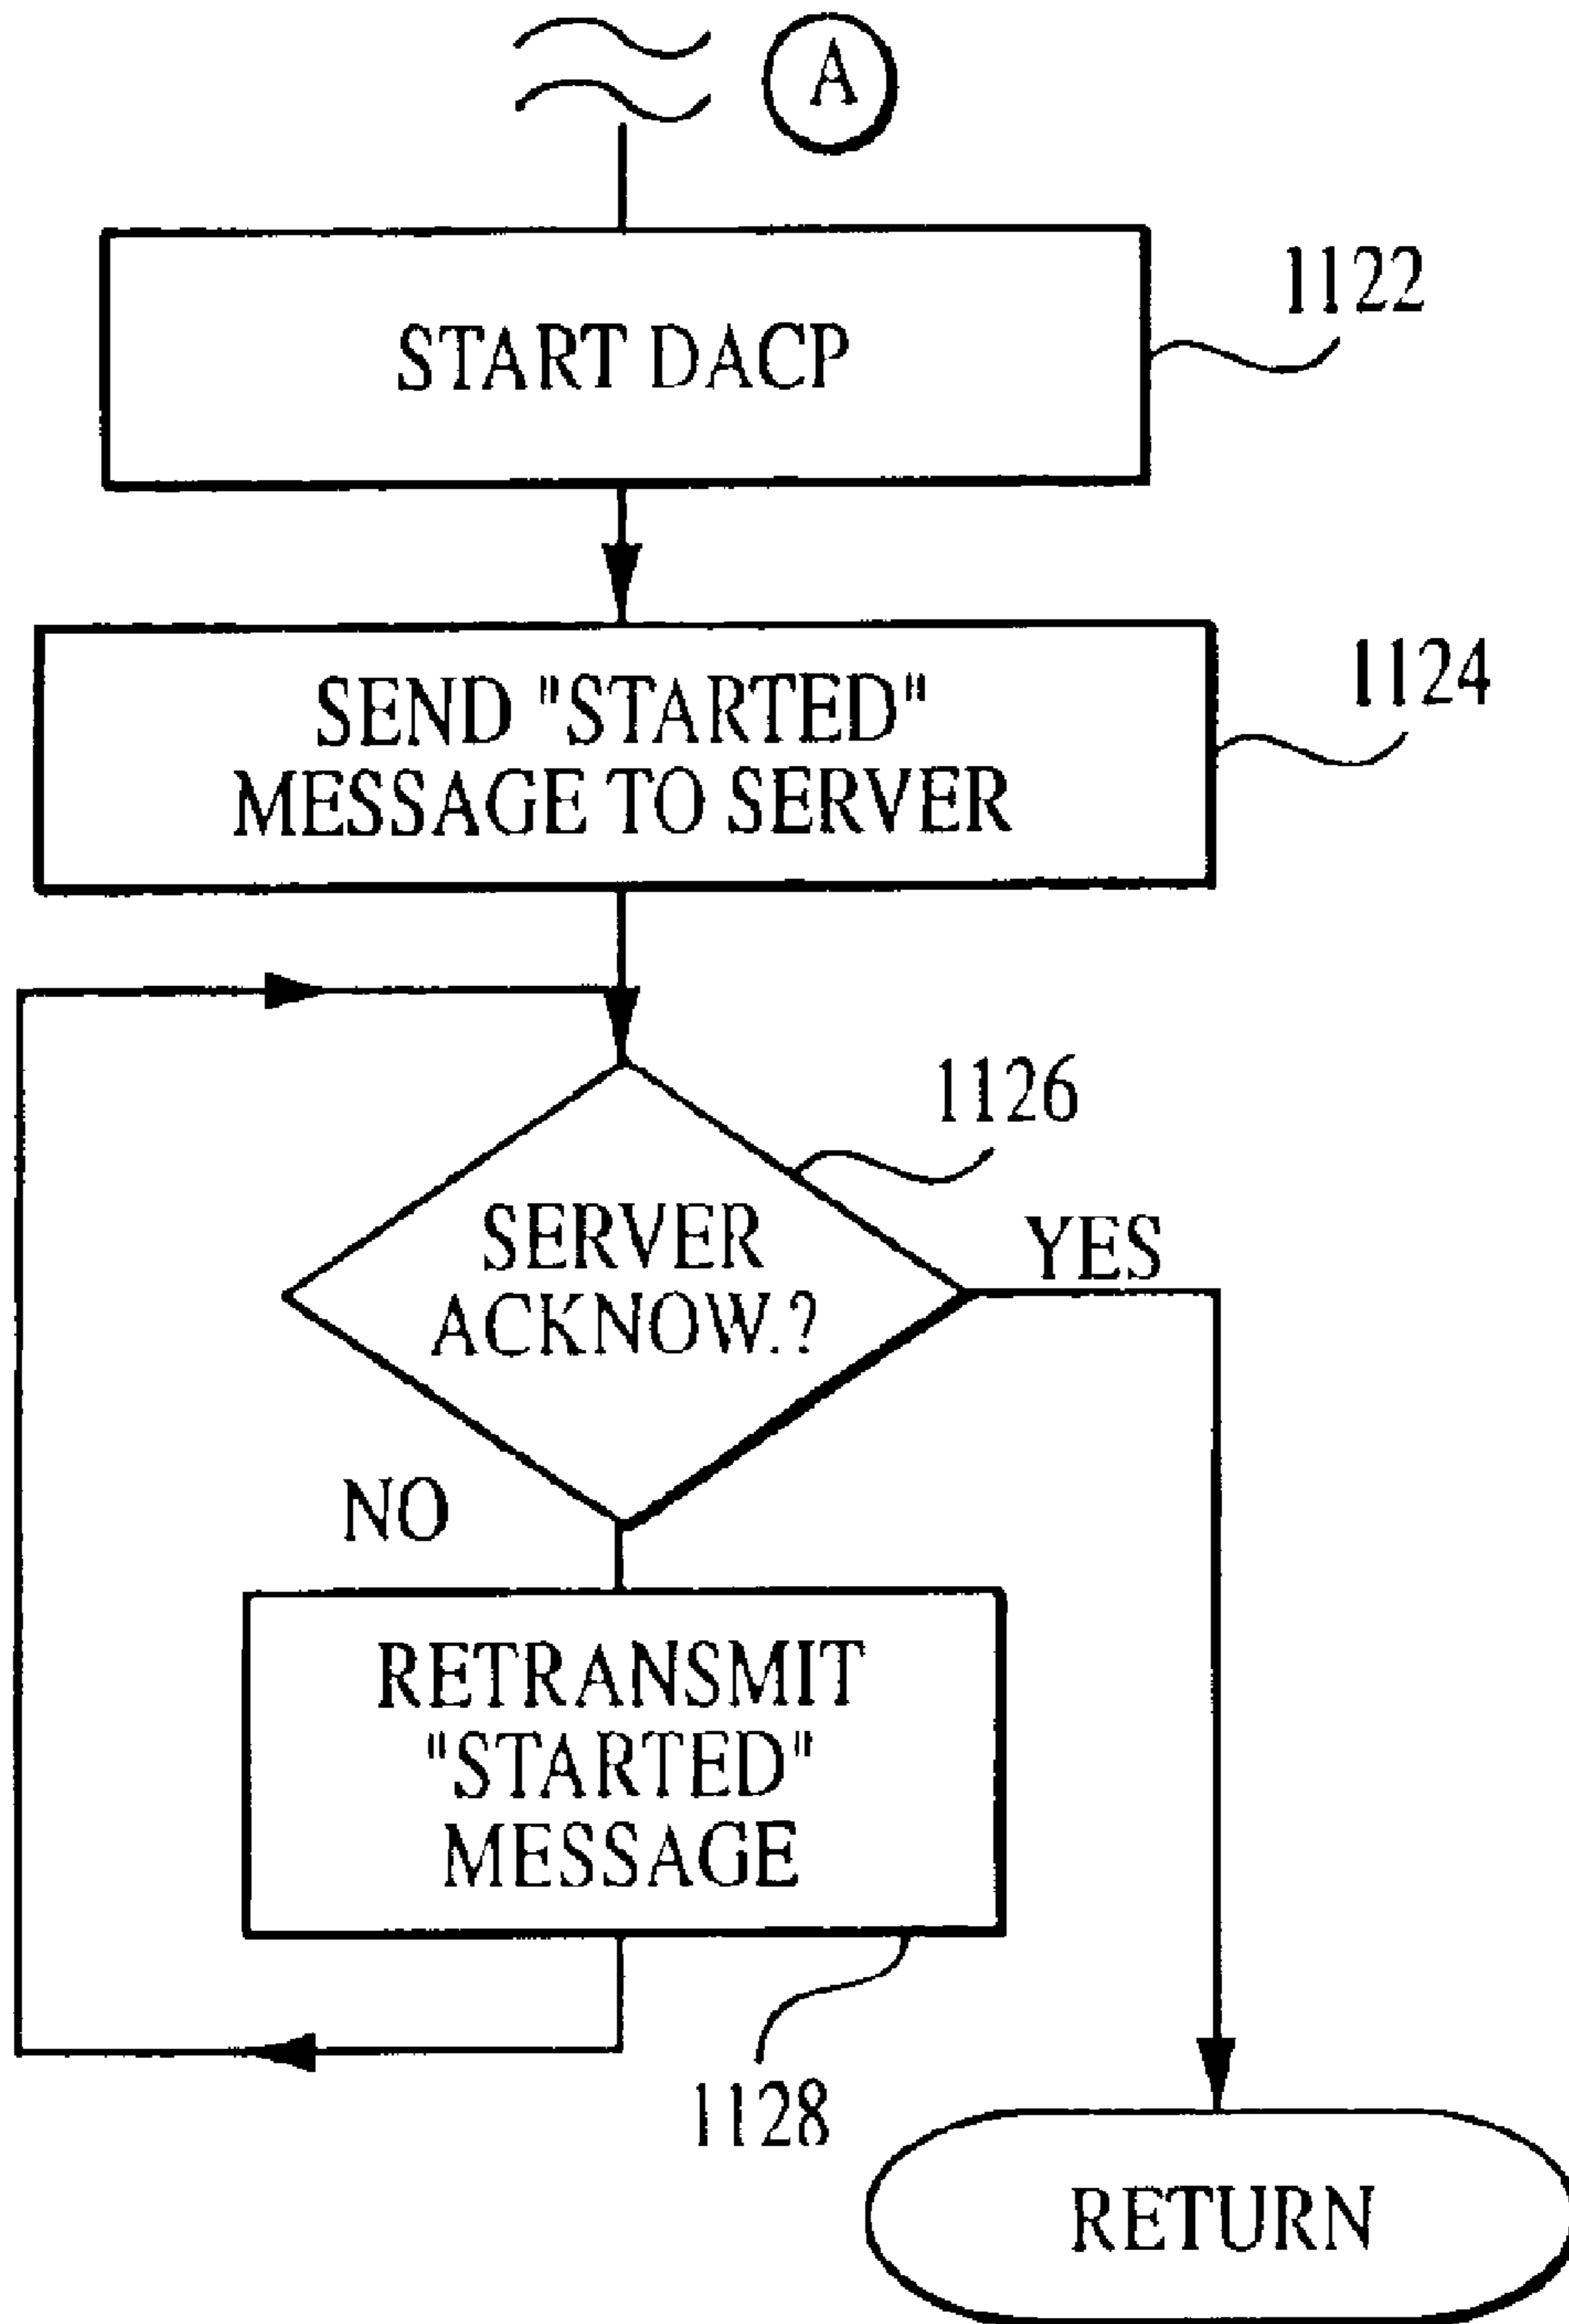 A
START DACP
1122
SEND "STARTED"
MESSAGE TO SERVER
1124
1126
SERVER
ACKNOW.?
YES
NO
RETRANSMIT
"STARTED"
MESSAGE
1128
RETURN